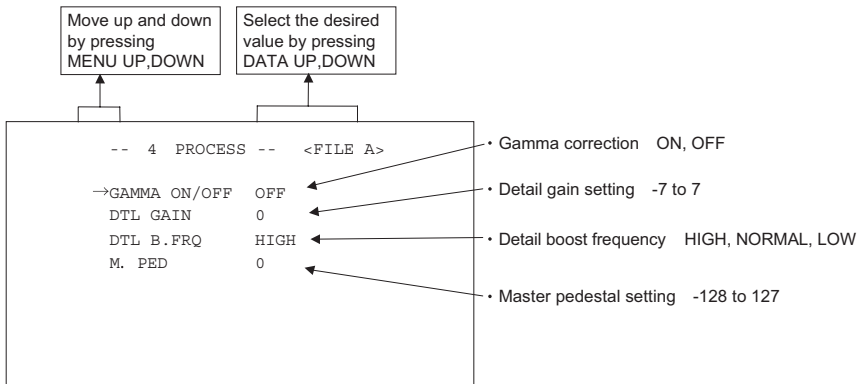 Move up and down
by pressing
MENU UP,DOWN
Select the desired
value by pressing
DATA UP,DOWN
-- 4 PROCESS -- <FILE A>
→GAMMA ON/OFF OFF
DTL GAIN 0
DTL B.FRQ HIGH
M. PED 0
・Gamma correction ON, OFF
・Detail gain setting -7 to 7
・Detail boost frequency HIGH, NORMAL, LOW
・Master pedestal setting -128 to 127